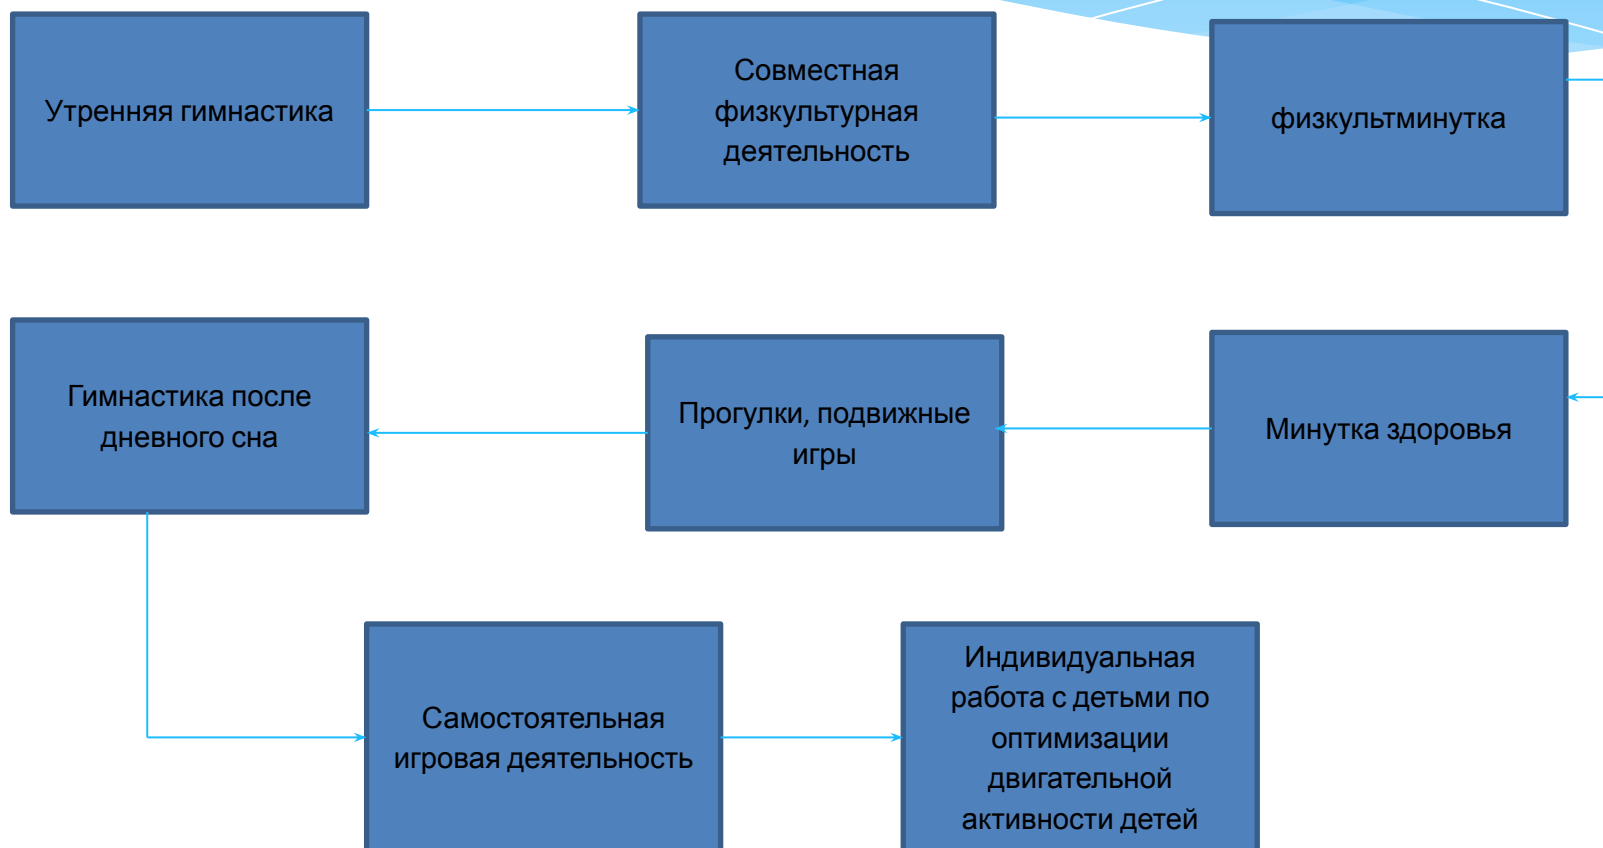 Утренняя гимнастика
Совместная
физкультурная
деятельность
физкультминутка
Гимнастика после
дневного сна
Прогулки, подвижные
игры
Минутка здоровья
Самостоятельная
игровая деятельность
Индивидуальная
работа с детьми по
оптимизации
двигательной
активности детей